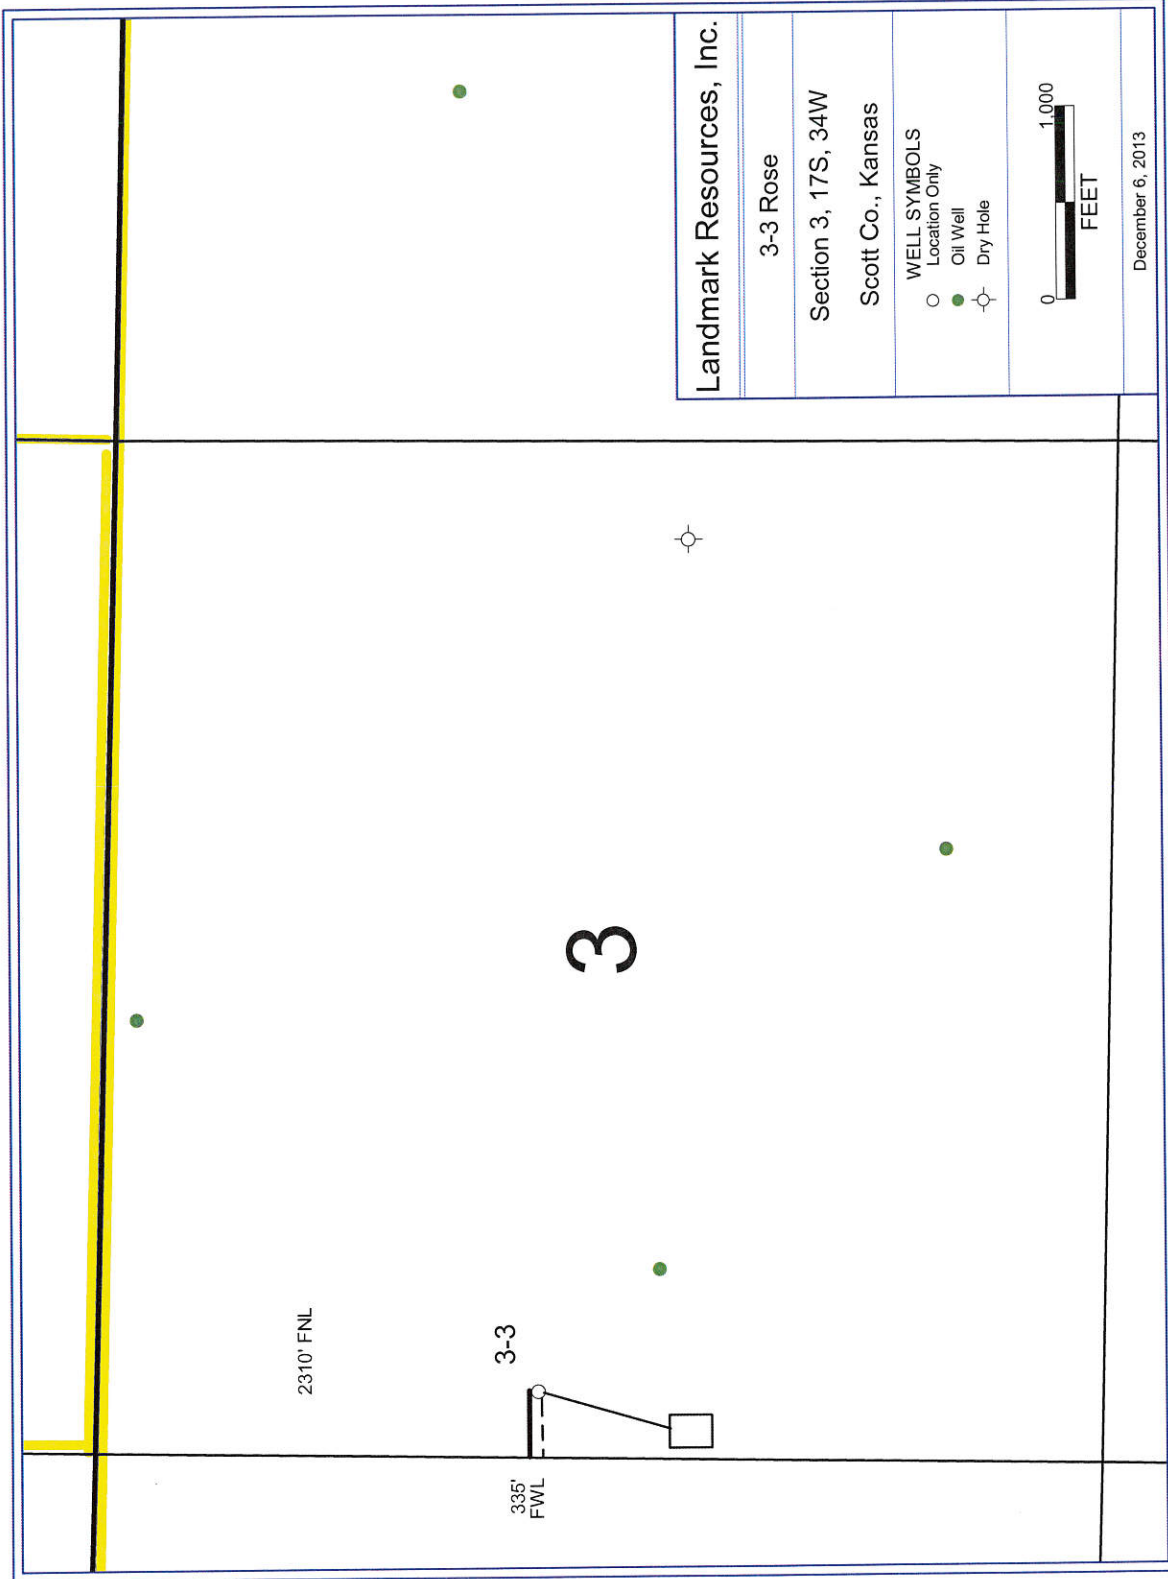 2310' FNL
3-3
335'
FWL
3
Landmark Resources, Inc.
3-3 Rose
Section 3, 17S, 34W
Scott Co., Kansas
WELL SYMBOLS
Location Only
Oil Well
Dry Hole
0 1,000
FEET
December 6, 2013